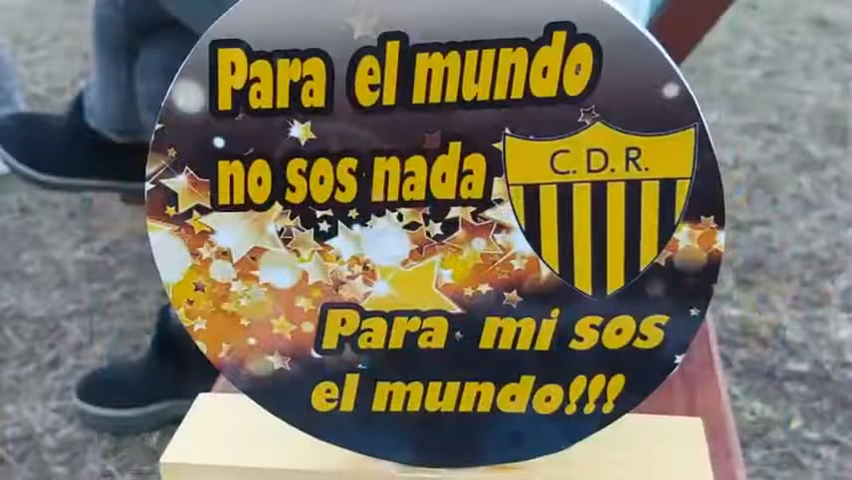 Para el mundo
no sos nada
C.D.R.
Para mi sos
el mundo!!!